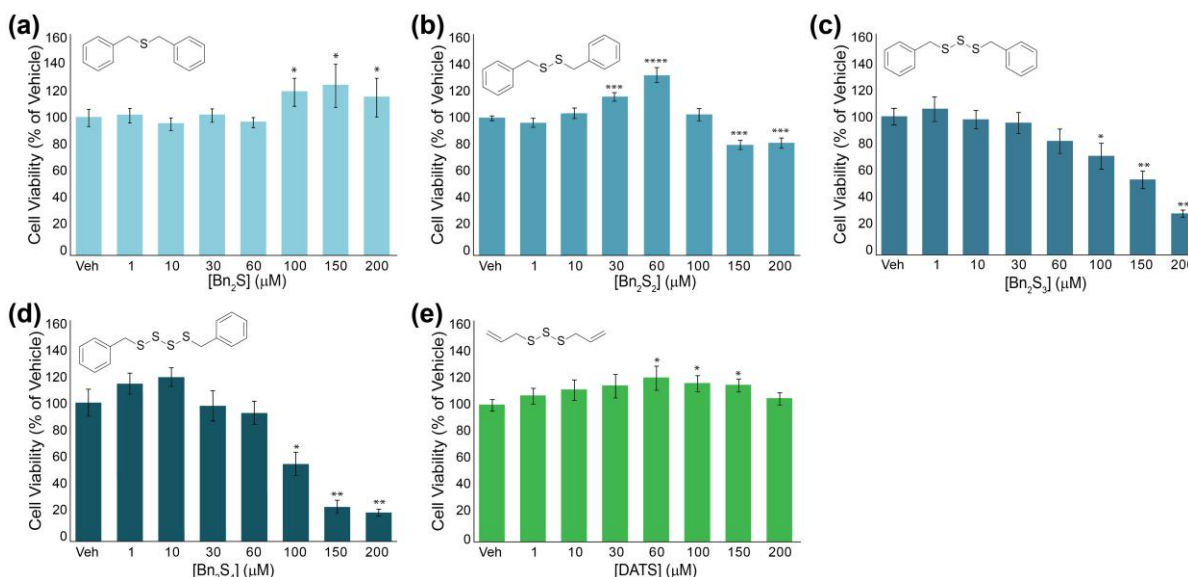 (a)
Cell Viability (% of Vehicle)
160
140
120
100
80
60
40
20
0
S
* * *
Veh 1 10 30 60 100 150 200
[Bn₂S] (µM)
(b)
Cell Viability (% of Vehicle)
160
140
120
100
80
60
40
20
0
S S
*** **** *** ***
Veh 1 10 30 60 100 150 200
[Bn₂S₂] (µM)
(c)
Cell Viability (% of Vehicle)
160
140
120
100
80
60
40
20
0
S S S
* ** **
Veh 1 10 30 60 100 150 200
[Bn₂S₃] (µM)
(d)
Cell Viability (% of Vehicle)
160
140
120
100
80
60
40
20
0
S S S S
* ** **
Veh 1 10 30 60 100 150 200
[Bn₂S₄] (µM)
(e)
Cell Viability (% of Vehicle)
160
140
120
100
80
60
40
20
0
S S S
* * *
Veh 1 10 30 60 100 150 200
[DATS] (µM)